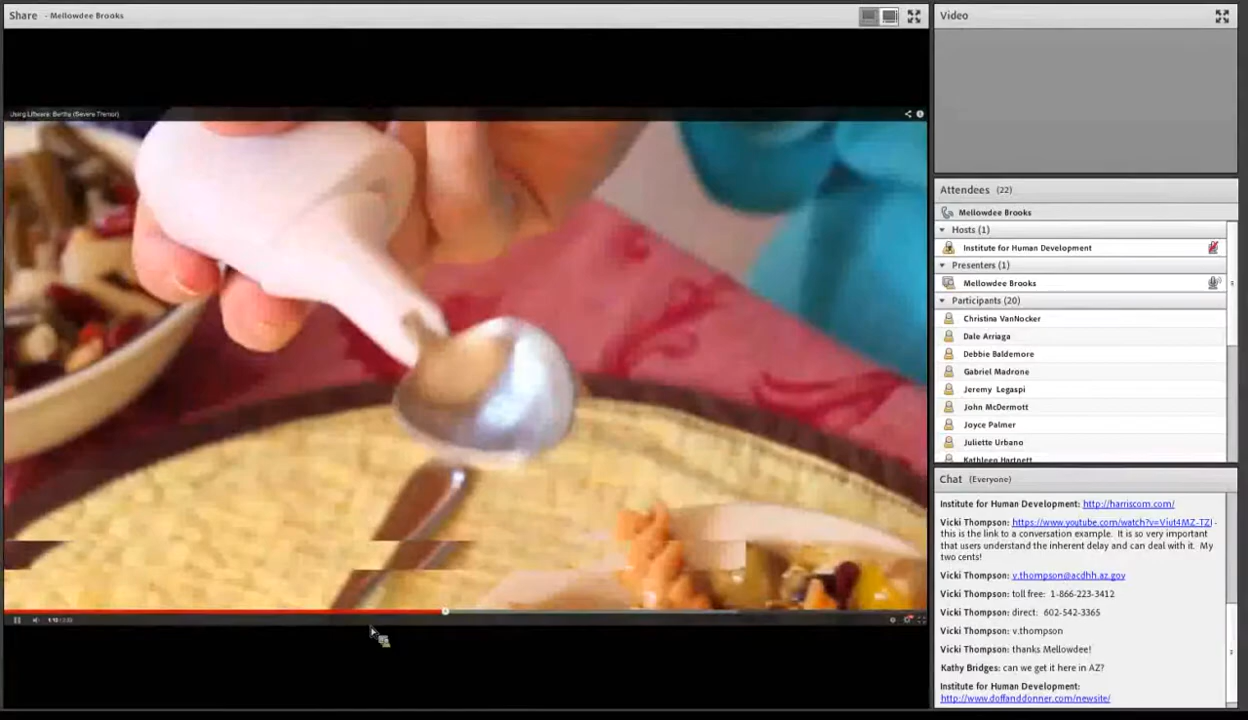 Share - Mellowdee Brooks
Using Liftware: Bertha (Severe Tremor)
Video
Attendees (22)
Mellowdee Brooks
Hosts (1)
Institute for Human Development
Presenters (1)
Mellowdee Brooks
Participants (20)
Christina VanNocker
Dale Arriaga
Debbie Baldemore
Gabriel Madrone
Jeremy Legaspi
John McDermott
Joyce Palmer
Juliette Urbano
Kathleen Hartnett
Chat (Everyone)
Institute for Human Development: http://harriscom.com/
Vicki Thompson: https://www.youtube.com/watch?v=Viut4MZ-TZI -
this is the link to a conversation example. It is so very important
that users understand the inherent delay and can deal with it. My
two cents!
Vicki Thompson: v.thompson@acdhh.az.gov
Vicki Thompson: toll free: 1-866-223-3412
Vicki Thompson: direct: 602-542-3365
Vicki Thompson: v.thompson
Vicki Thompson: thanks Mellowdee!
Kathy Bridges: can we get it here in AZ?
Institute for Human Development:
http://www.doffanddonner.com/newsite/